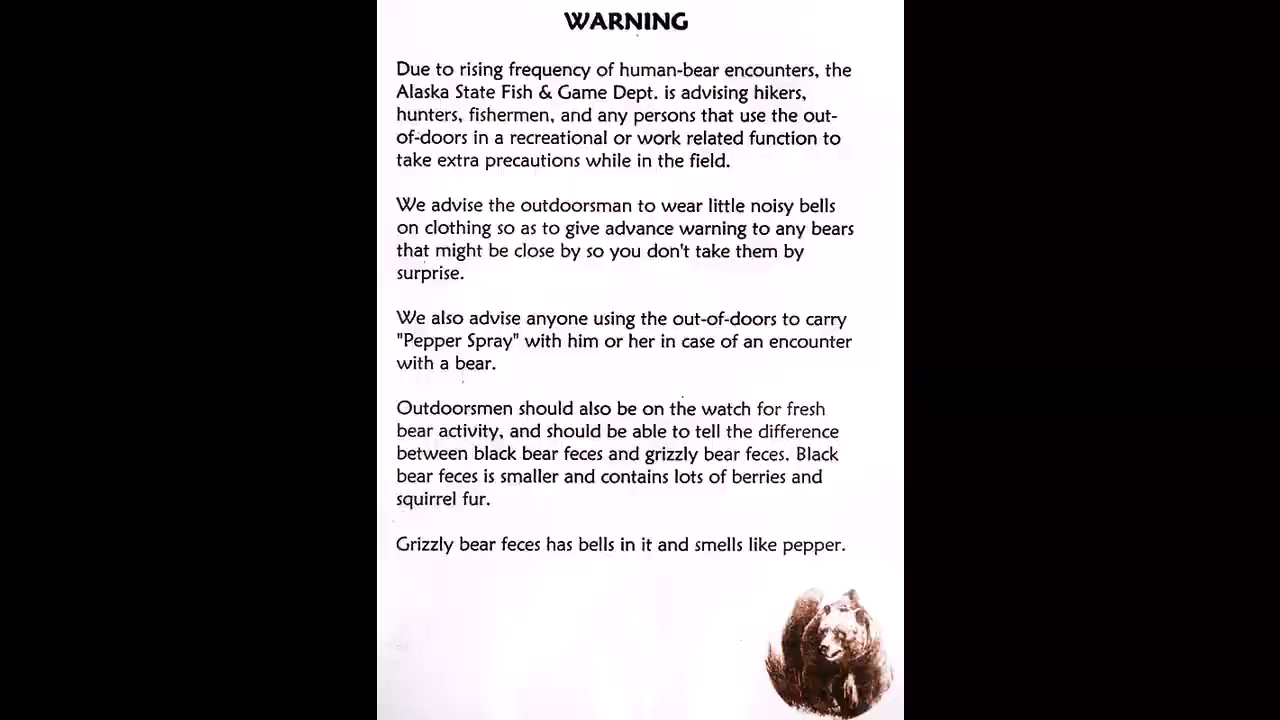 WARNING
Due to rising frequency of human-bear encounters, the
Alaska State Fish & Game Dept. is advising hikers,
hunters, fishermen, and any persons that use the out-
of-doors in a recreational or work related function to
take extra precautions while in the field.
We advise the outdoorsman to wear little noisy bells
on clothing so as to give advance warning to any bears
that might be close by so you don't take them by
surprise.
We also advise anyone using the out-of-doors to carry
"Pepper Spray" with him or her in case of an encounter
with a bear.
Outdoorsmen should also be on the watch for fresh
bear activity, and should be able to tell the difference
between black bear feces and grizzly bear feces. Black
bear feces is smaller and contains lots of berries and
squirrel fur.
Grizzly bear feces has bells in it and smells like pepper.